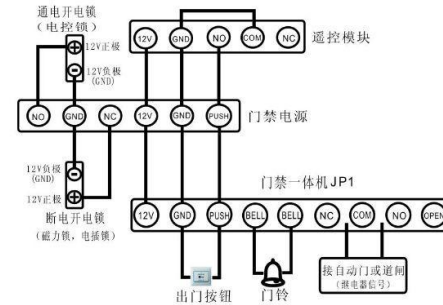 通电开电锁
（电控锁）
12V正极
12V负极
(GND)
12V
GND
NO
COM
NC
遥控模块
NO
GND
NC
12V
GND
PUSH
门禁电源
12V负极
(GND)
12V正极
断电开电锁
（磁力锁，电插锁）
门禁一体机JP1
12V
GND
PUSH
BELL
BELL
NC
COM
NO
OPEN
出门按钮
门铃
接自动门或道闸
（继电器信号）